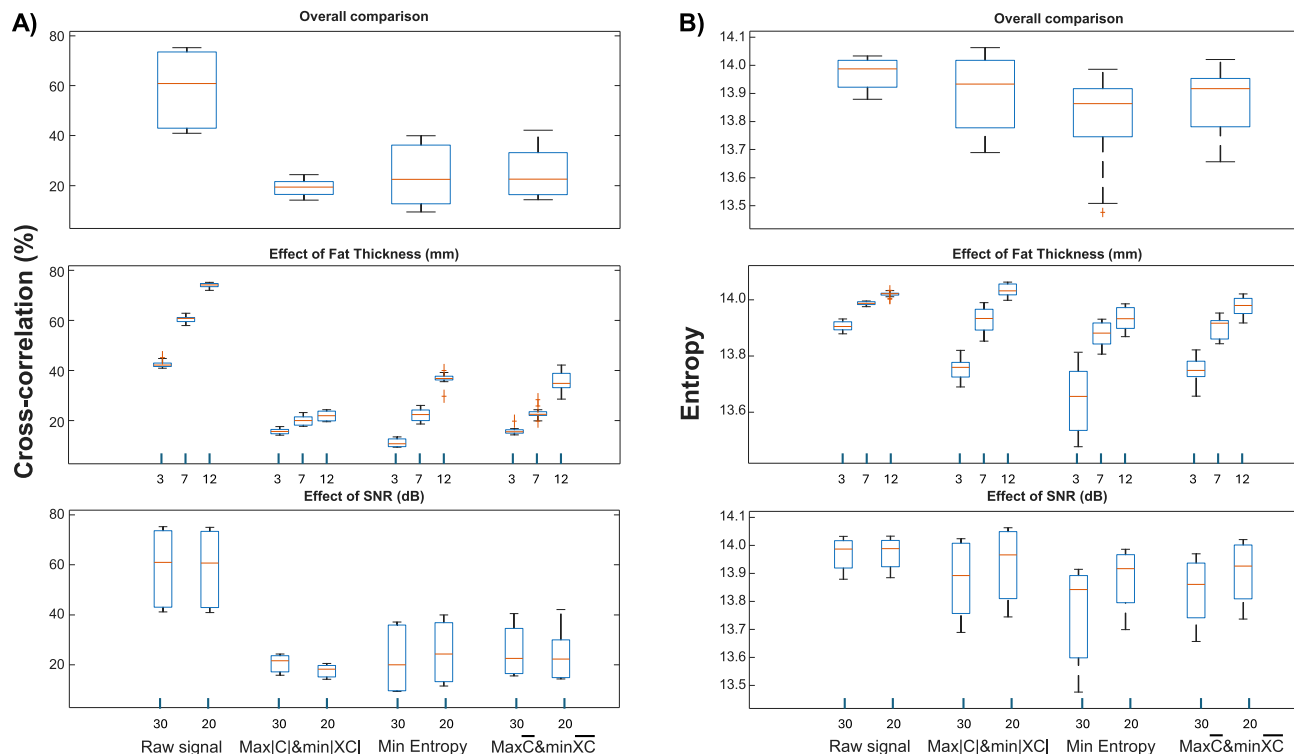 A)
Overall comparison
80
60
40
20
Effect of Fat Thickness (mm)
80
60
40
20
3 7 12 3 7 12 3 7 12 3 7 12
Effect of SNR (dB)
80
60
40
20
30 20 30 20 30 20 30 20
Raw signal Max|C|&min|XC| Min Entropy MaxC̅&minX̅C̅
Cross-correlation (%)
B)
Overall comparison
14.1
14.0
13.9
13.8
13.7
13.6
13.5
Effect of Fat Thickness (mm)
14.0
13.8
13.6
3 7 12 3 7 12 3 7 12 3 7 12
Effect of SNR (dB)
14.1
14.0
13.9
13.8
13.7
13.6
13.5
30 20 30 20 30 20 30 20
Raw signal Max|C|&min|XC| Min Entropy MaxC̅&minX̅C̅
Entropy